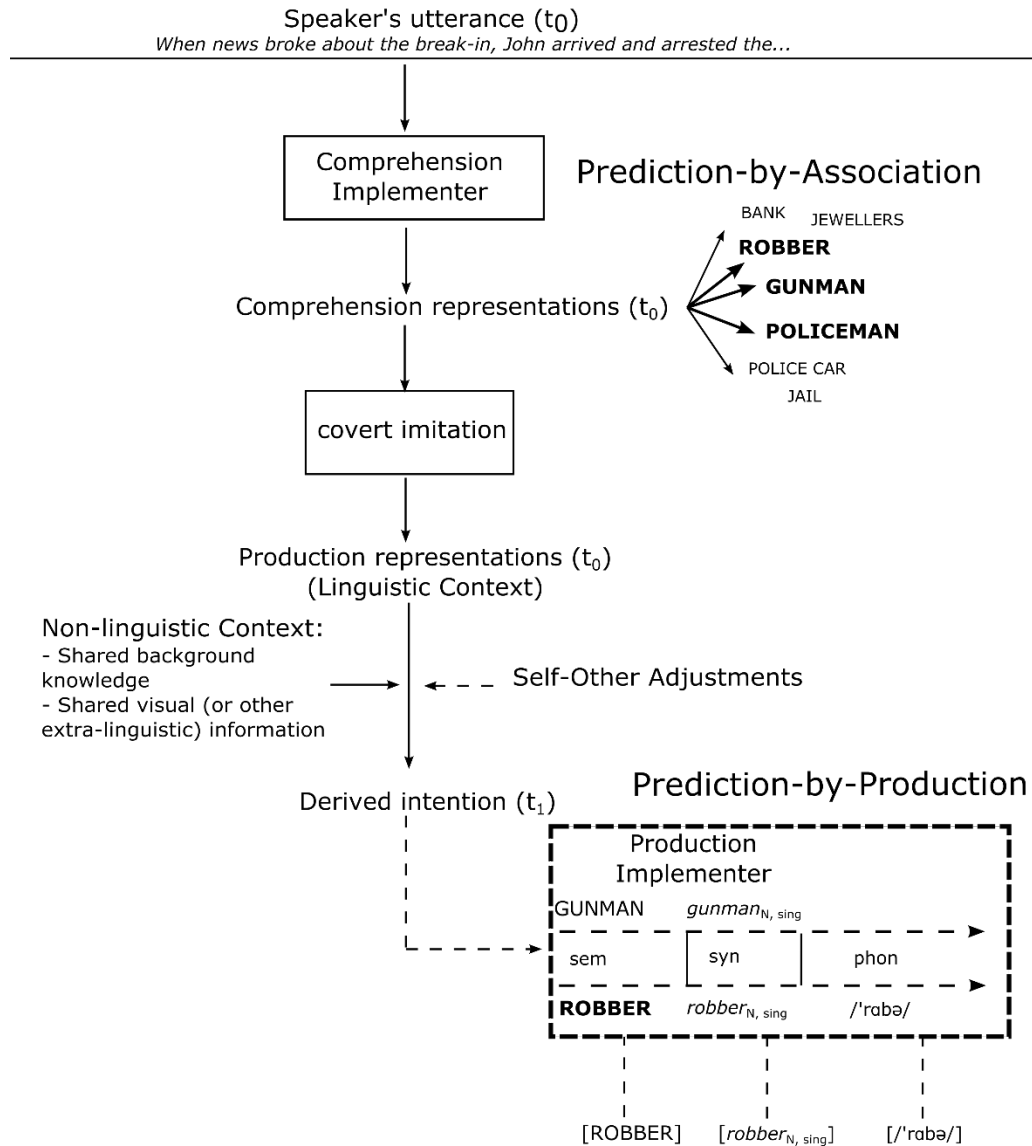 Speaker's utterance (t0)
When news broke about the break-in, John arrived and arrested the...
Comprehension
Implementer
Prediction-by-Association
BANK
JEWELLERS
ROBBER
GUNMAN
POLICEMAN
POLICE CAR
JAIL
Comprehension representations (t0)
covert imitation
Production representations (t0)
(Linguistic Context)
Non-linguistic Context:
- Shared background
knowledge
- Shared visual (or other
extra-linguistic) information
Self-Other Adjustments
Derived intention (t1)
Prediction-by-Production
Production
Implementer
GUNMAN gunmanN, sing
sem syn phon
ROBBER robberN, sing /'rɑbə/
[ROBBER] [robberN, sing] [/'rɑbə/]